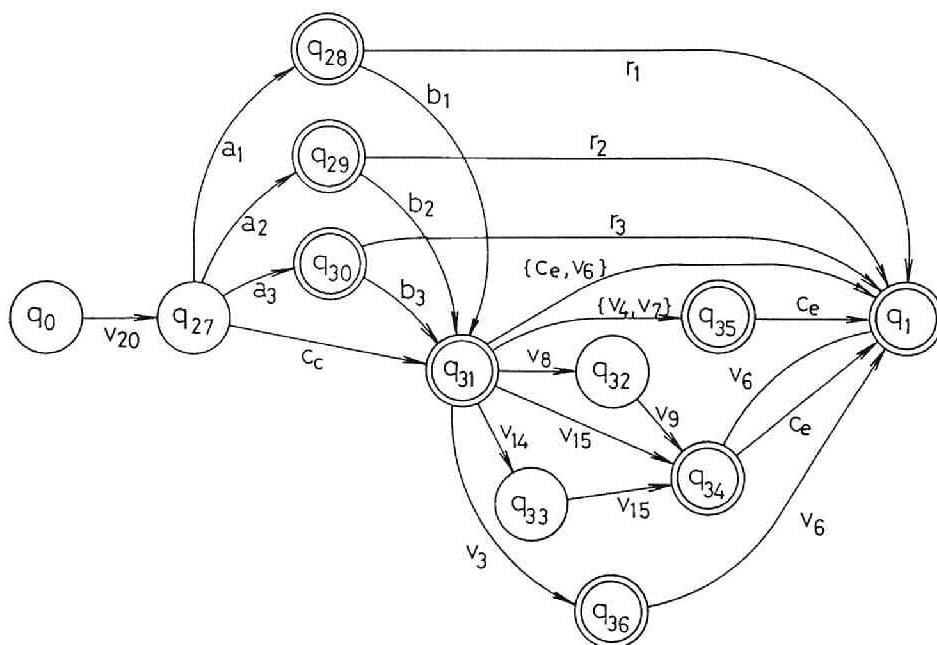 q28
r1
b1
a1
q29
r2
a2
b2
q30
r3
a3
b3
{ce, v6}
{v4, v7}
q35
ce
q1
q0
v20
q27
cc
q31
v8
q32
v6
v9
v14
v15
ce
q34
q33
v15
v3
v6
q36